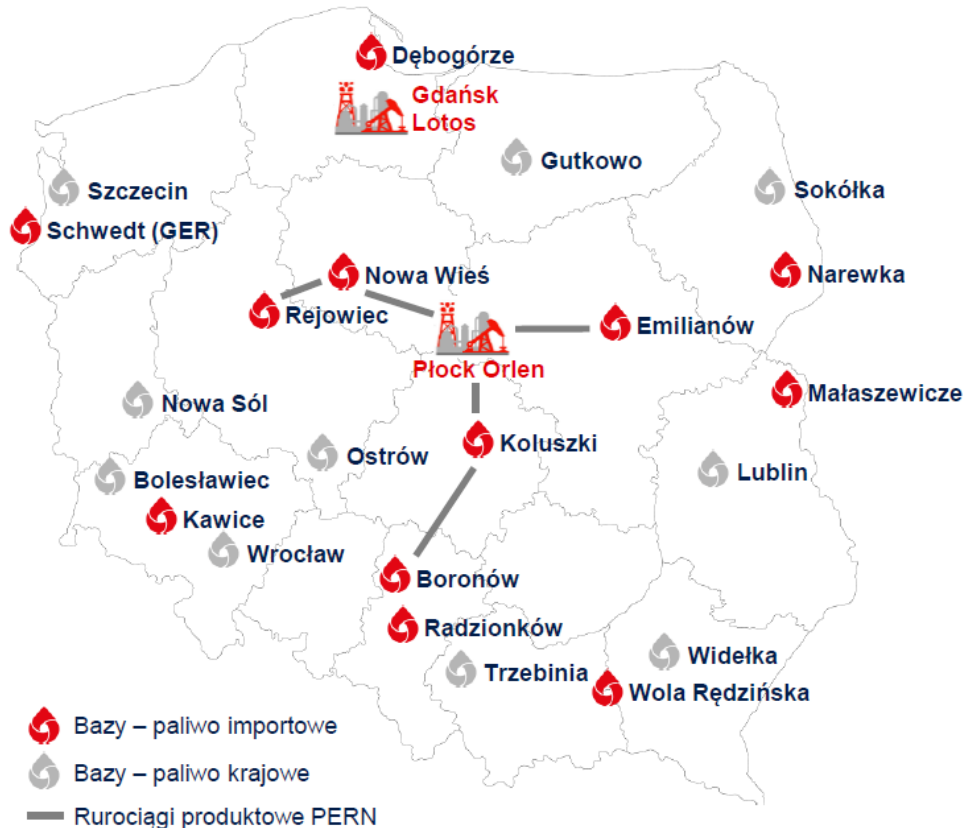 Dębogórze
Gdańsk
Lotos
Gutkowo
Szczecin
Sokółka
Schwedt (GER)
Nowa Wieś
Narewka
Rejowiec
Emilianów
Płock Orlen
Małaszewicze
Nowa Sól
Koluszki
Ostrów
Lublin
Bolesławiec
Kawice
Wrocław
Boronów
Radzionków
Widełka
Trzebinia
Wola Rędzińska
Bazy – paliwo importowe
Bazy – paliwo krajowe
Rurociągi produktowe PERN